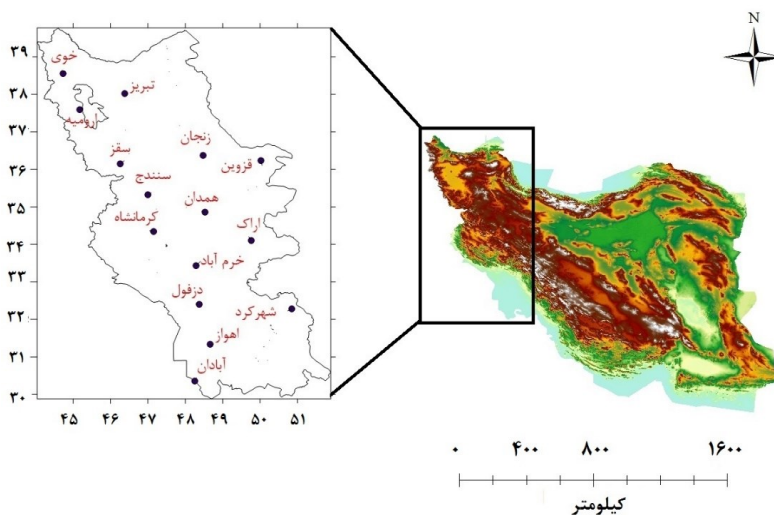 N
۳۹
۳۸
۳۷
۳۶
۳۵
۳۴
۳۳
۳۲
۳۱
۳۰
خوی
تبریز
ارومیه
زنجان
سقز
قزوین
سنندج
همدان
کرمانشاه
اراک
خرم آباد
دزفول
شهرکرد
اهواز
آبادان
۴۵ ۴۶ ۴۷ ۴۸ ۴۹ ۵۰ ۵۱
۰ ۴۰۰ ۸۰۰ ۱۶۰۰
کیلومتر